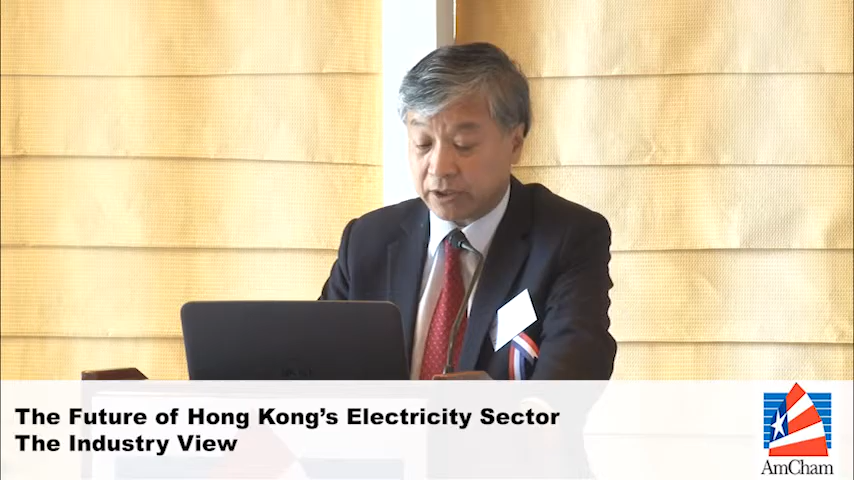 The Future of Hong Kong's Electricity Sector
The Industry View
AmCham